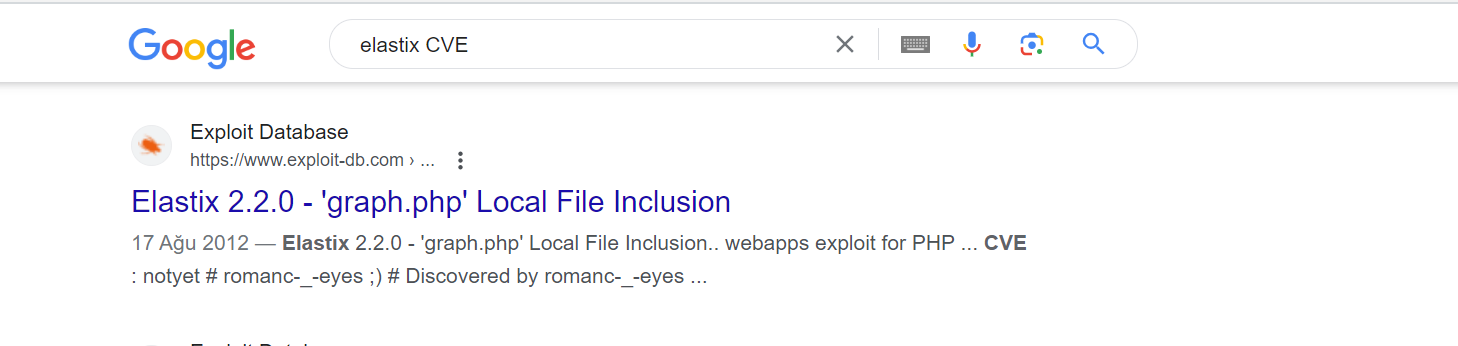 Google
elastix CVE
Exploit Database
https://www.exploit-db.com › ...
Elastix 2.2.0 - 'graph.php' Local File Inclusion
17 Ağu 2012 — Elastix 2.2.0 - 'graph.php' Local File Inclusion.. webapps exploit for PHP ... CVE
: notyet # romanc-_-eyes ;) # Discovered by romanc-_-eyes ...